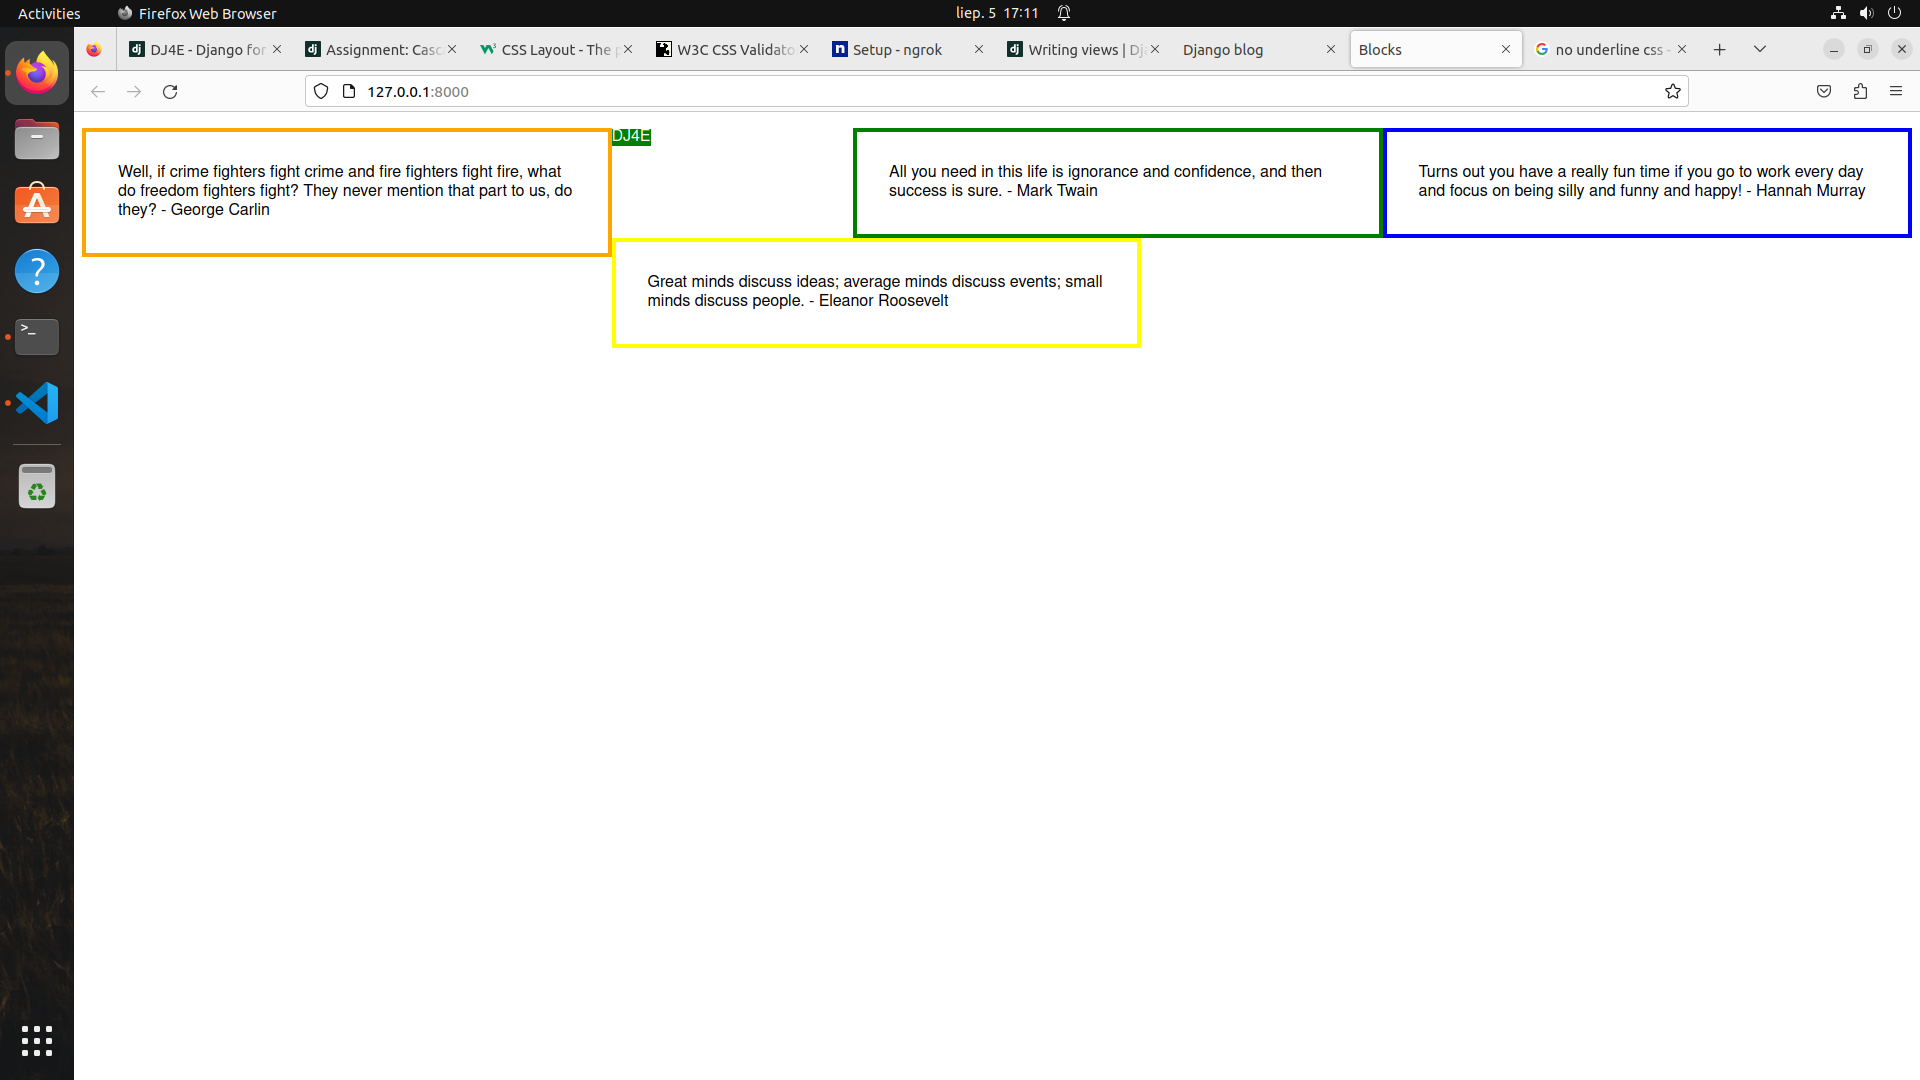 Activities
Firefox Web Browser
liep. 5 17:11
DJ4E - Django for
Assignment: Casc
CSS Layout - The p
W3C CSS Validato
Setup - ngrok
Writing views | Dj
Django blog
Blocks
no underline css -
127.0.0.1:8000
Well, if crime fighters fight crime and fire fighters fight fire, what
do freedom fighters fight? They never mention that part to us, do
they? - George Carlin
DJ4E
All you need in this life is ignorance and confidence, and then
success is sure. - Mark Twain
Turns out you have a really fun time if you go to work every day
and focus on being silly and funny and happy! - Hannah Murray
Great minds discuss ideas; average minds discuss events; small
minds discuss people. - Eleanor Roosevelt